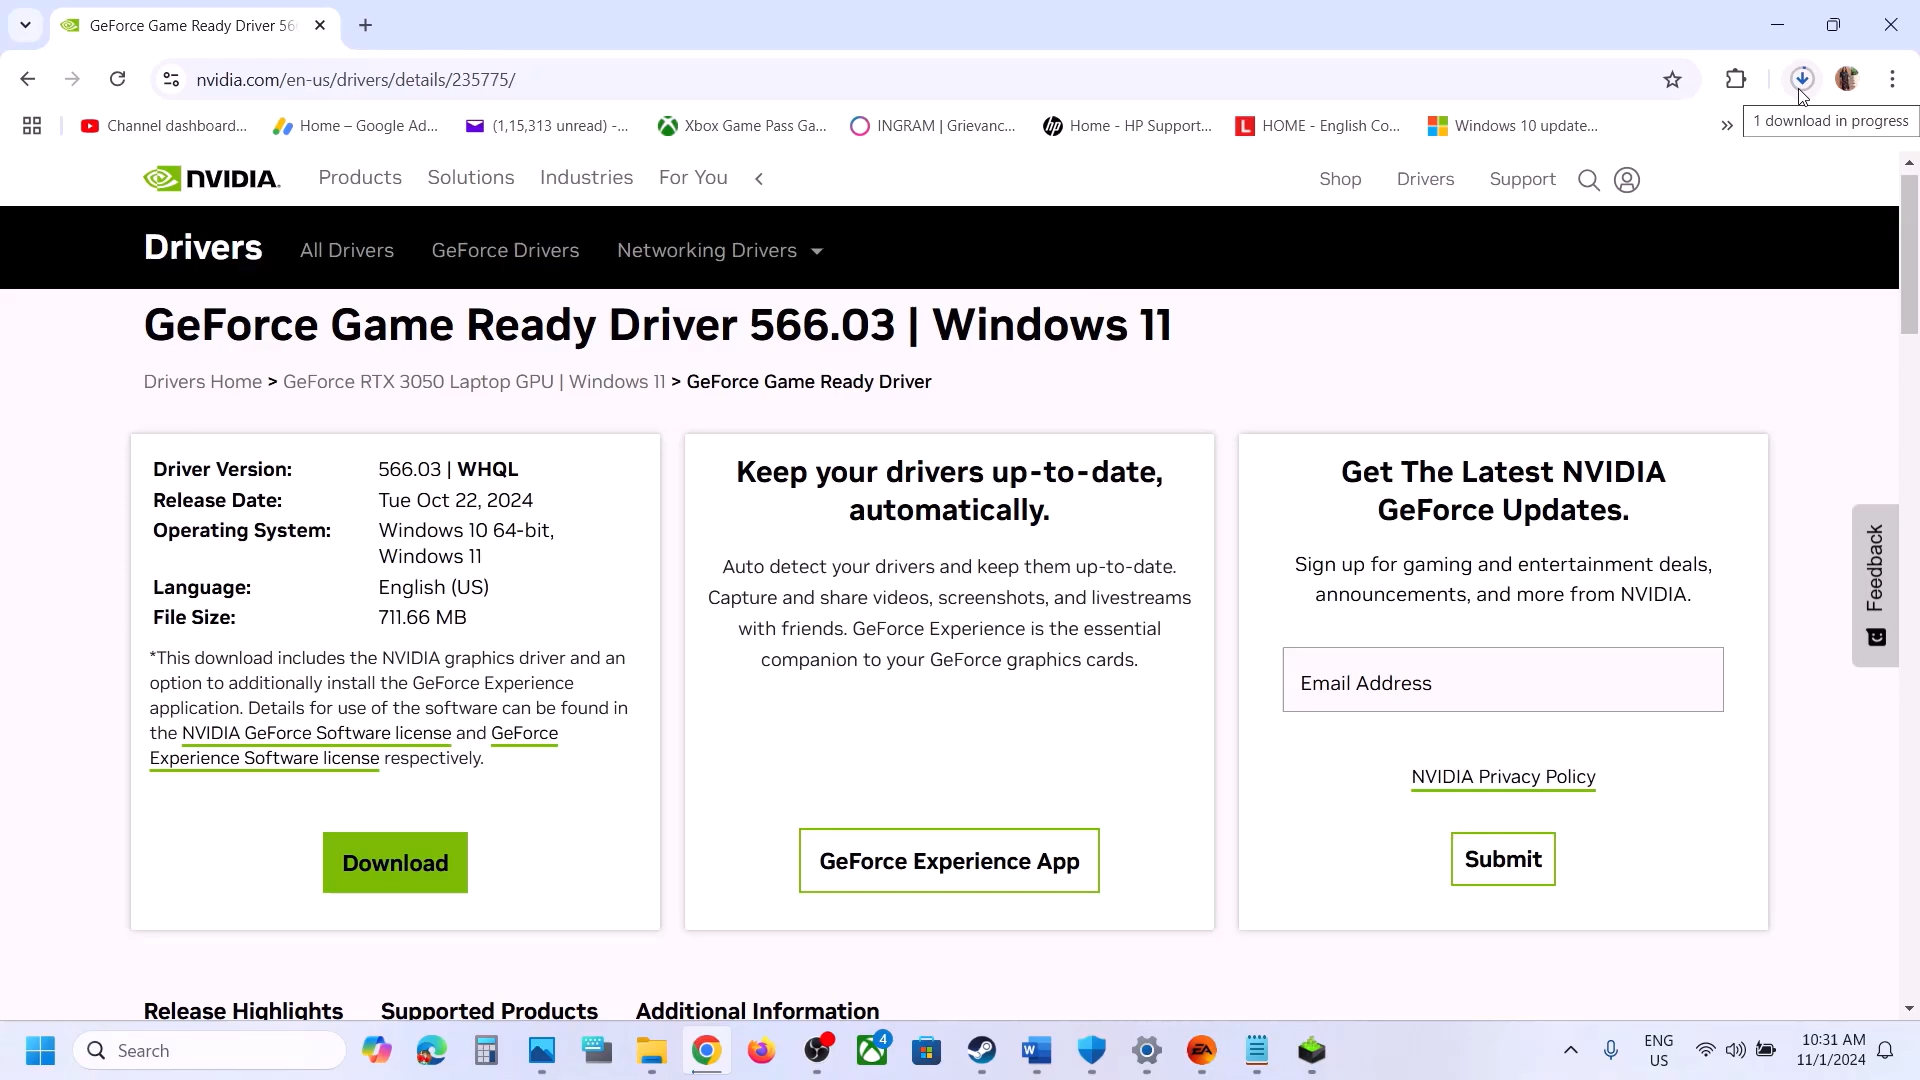 GeForce Game Ready Driver 56
nvidia.com/en-us/drivers/details/235775/
Channel dashboard...
Home – Google Ad...
(1,15,313 unread) -...
Xbox Game Pass Ga...
INGRAM | Grievanc...
Home - HP Support...
HOME - English Co...
Windows 10 update...
»
1 download in progress
NVIDIA.
Products
Solutions
Industries
For You
Shop
Drivers
Support
Drivers
All Drivers
GeForce Drivers
Networking Drivers
GeForce Game Ready Driver 566.03 | Windows 11
Drivers Home > GeForce RTX 3050 Laptop GPU | Windows 11 > GeForce Game Ready Driver
Driver Version: 566.03 | WHQL
Release Date: Tue Oct 22, 2024
Operating System: Windows 10 64-bit,
Windows 11
Language: English (US)
File Size: 711.66 MB
*This download includes the NVIDIA graphics driver and an
option to additionally install the GeForce Experience
application. Details for use of the software can be found in
the NVIDIA GeForce Software license and GeForce
Experience Software license respectively.
Download
Keep your drivers up-to-date,
automatically.
Auto detect your drivers and keep them up-to-date.
Capture and share videos, screenshots, and livestreams
with friends. GeForce Experience is the essential
companion to your GeForce graphics cards.
GeForce Experience App
Get The Latest NVIDIA
GeForce Updates.
Sign up for gaming and entertainment deals,
announcements, and more from NVIDIA.
Email Address
NVIDIA Privacy Policy
Submit
Feedback
Release Highlights
Supported Products
Additional Information
Search
4
ENG
US
10:31 AM
11/1/2024